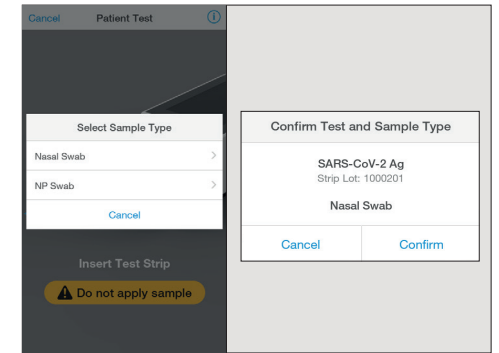 Cancel Patient Test
Select Sample Type
Nasal Swab
NP Swab
Cancel
Insert Test Strip
Do not apply sample
Confirm Test and Sample Type
SARS-CoV-2 Ag
Strip Lot: 1000201
Nasal Swab
Cancel Confirm